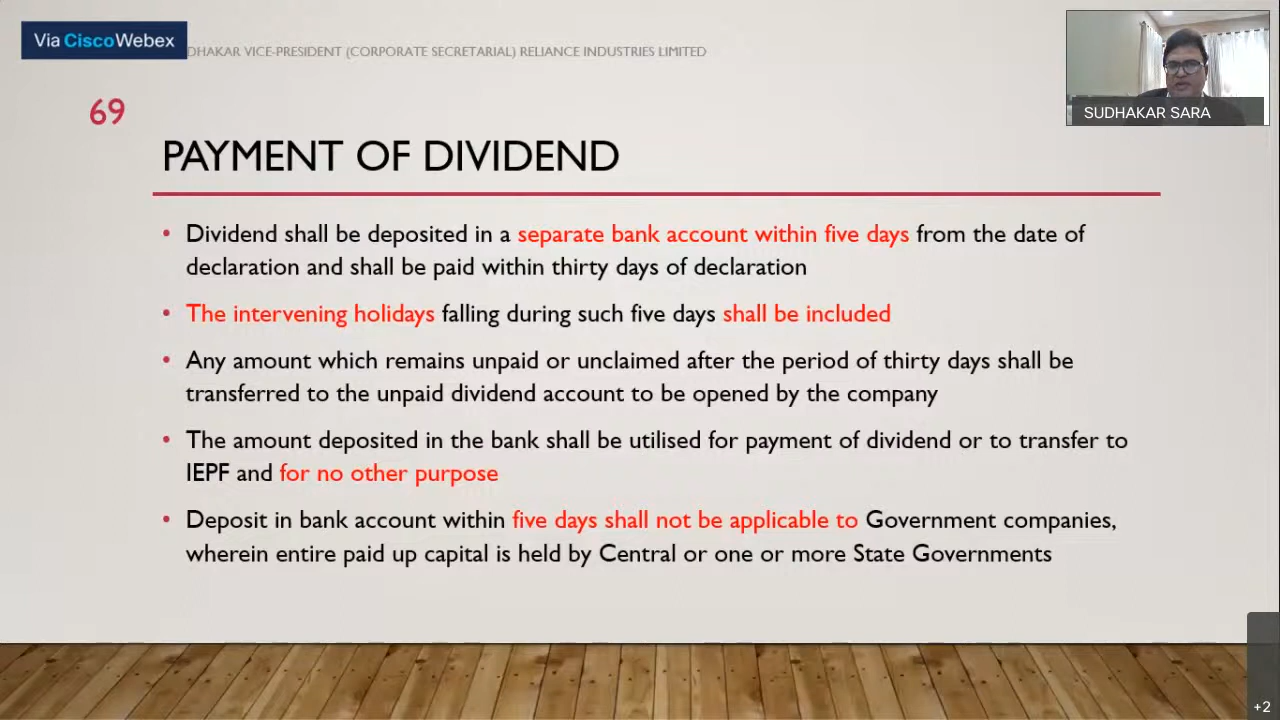 Via Cisco Webex
DHAKAR VICE-PRESIDENT (CORPORATE SECRETARIAL) RELIANCE INDUSTRIES LIMITED
SUDHAKAR SARA
69
PAYMENT OF DIVIDEND
• Dividend shall be deposited in a separate bank account within five days from the date of
declaration and shall be paid within thirty days of declaration
• The intervening holidays falling during such five days shall be included
• Any amount which remains unpaid or unclaimed after the period of thirty days shall be
transferred to the unpaid dividend account to be opened by the company
• The amount deposited in the bank shall be utilised for payment of dividend or to transfer to
IEPF and for no other purpose
• Deposit in bank account within five days shall not be applicable to Government companies,
wherein entire paid up capital is held by Central or one or more State Governments
+2